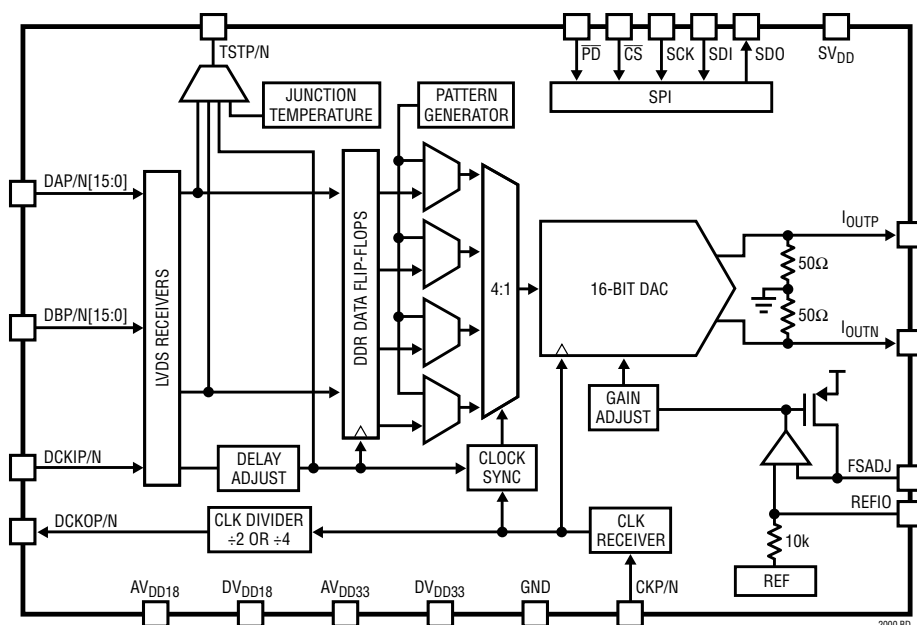 TSTP/N
PD
CS
SCK
SDI
SDO
SVDD
SPI
JUNCTION
TEMPERATURE
PATTERN
GENERATOR
DAP/N[15:0]
DBP/N[15:0]
DCKIP/N
DCKOP/N
LVDS RECEIVERS
DDR DATA FLIP-FLOPS
4:1
16-BIT DAC
IOUTP
50Ω
50Ω
IOUTN
GAIN
ADJUST
FSADJ
REFIO
10k
REF
DELAY
ADJUST
CLOCK
SYNC
CLK DIVIDER
÷2 OR ÷4
CLK
RECEIVER
AVDD18
DVDD18
AVDD33
DVDD33
GND
CKP/N
2000 BD